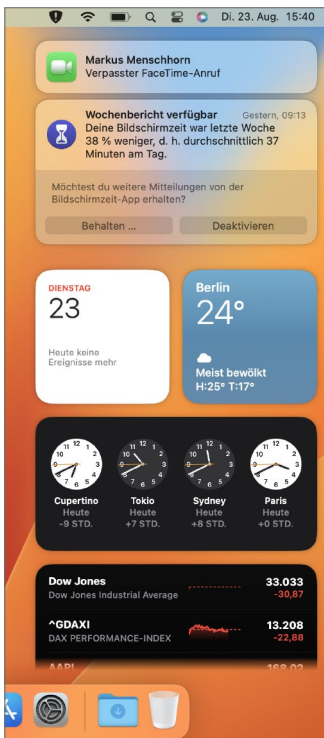 Di. 23. Aug. 15:40
Markus Menschhorn
Verpasster FaceTime-Anruf
Wochenbericht verfügbar Gestern, 09:13
Deine Bildschirmzeit war letzte Woche
38 % weniger, d. h. durchschnittlich 37
Minuten am Tag.
Möchtest du weitere Mitteilungen von der
Bildschirmzeit-App erhalten?
Behalten ... Deaktivieren
DIENSTAG
23
Heute keine
Ereignisse mehr
Berlin
24°
Meist bewölkt
H:25° T:17°
Cupertino Tokio Sydney Paris
Heute Heute Heute Heute
-9 STD. +7 STD. +8 STD. +0 STD.
Dow Jones 33.033
Dow Jones Industrial Average -30,87
^GDAXI 13.208
DAX PERFORMANCE-INDEX -22,88
AAPL 168,02